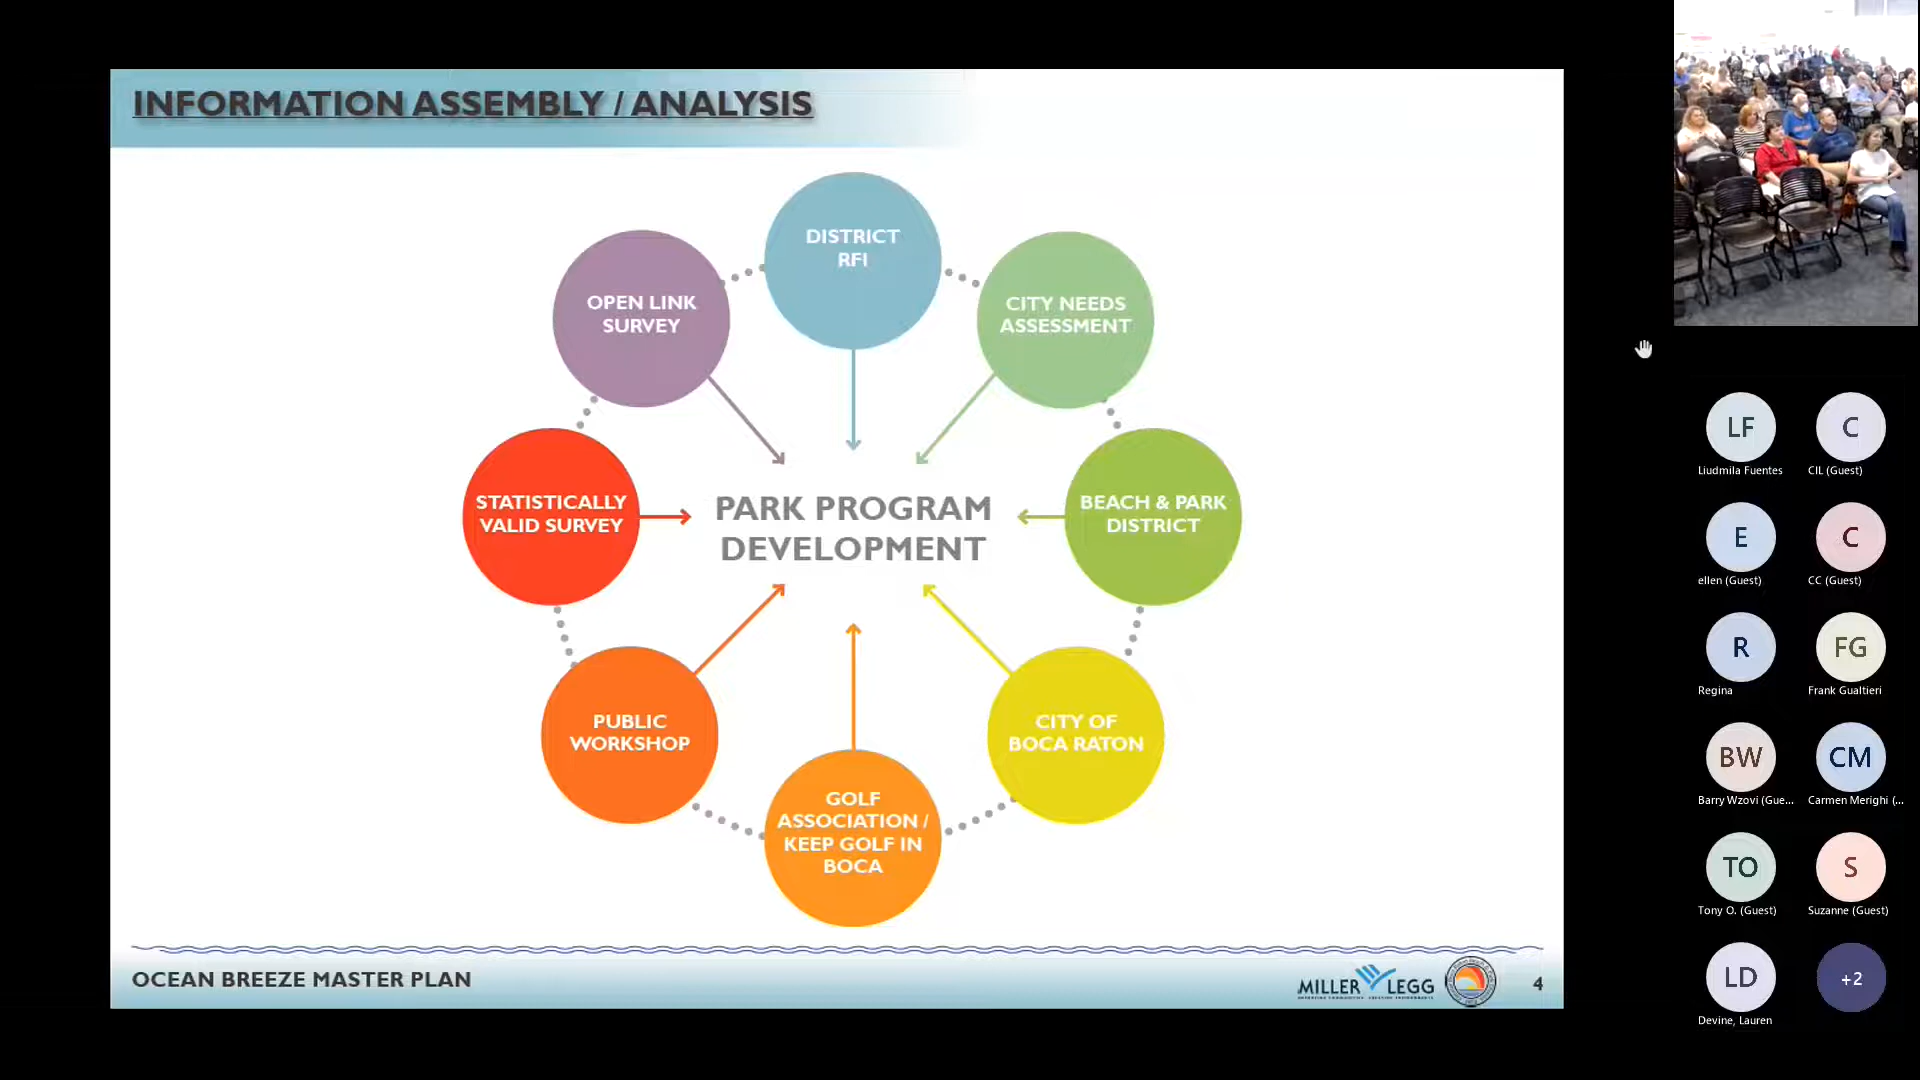 INFORMATION ASSEMBLY / ANALYSIS
DISTRICT
RFI
OPEN LINK
SURVEY
CITY NEEDS
ASSESSMENT
STATISTICALLY
VALID SURVEY
PARK PROGRAM
DEVELOPMENT
BEACH & PARK
DISTRICT
PUBLIC
WORKSHOP
CITY OF
BOCA RATON
GOLF
ASSOCIATION /
KEEP GOLF IN
BOCA
OCEAN BREEZE MASTER PLAN
MILLER LEGG
4
LF
Liudmila Fuentes
C
CIL (Guest)
E
ellen (Guest)
C
CC (Guest)
R
Regina
FG
Frank Gualtieri
BW
Barry Wzovi (Gue...
CM
Carmen Merighi (...
TO
Tony O. (Guest)
S
Suzanne (Guest)
LD
Devine, Lauren
+2